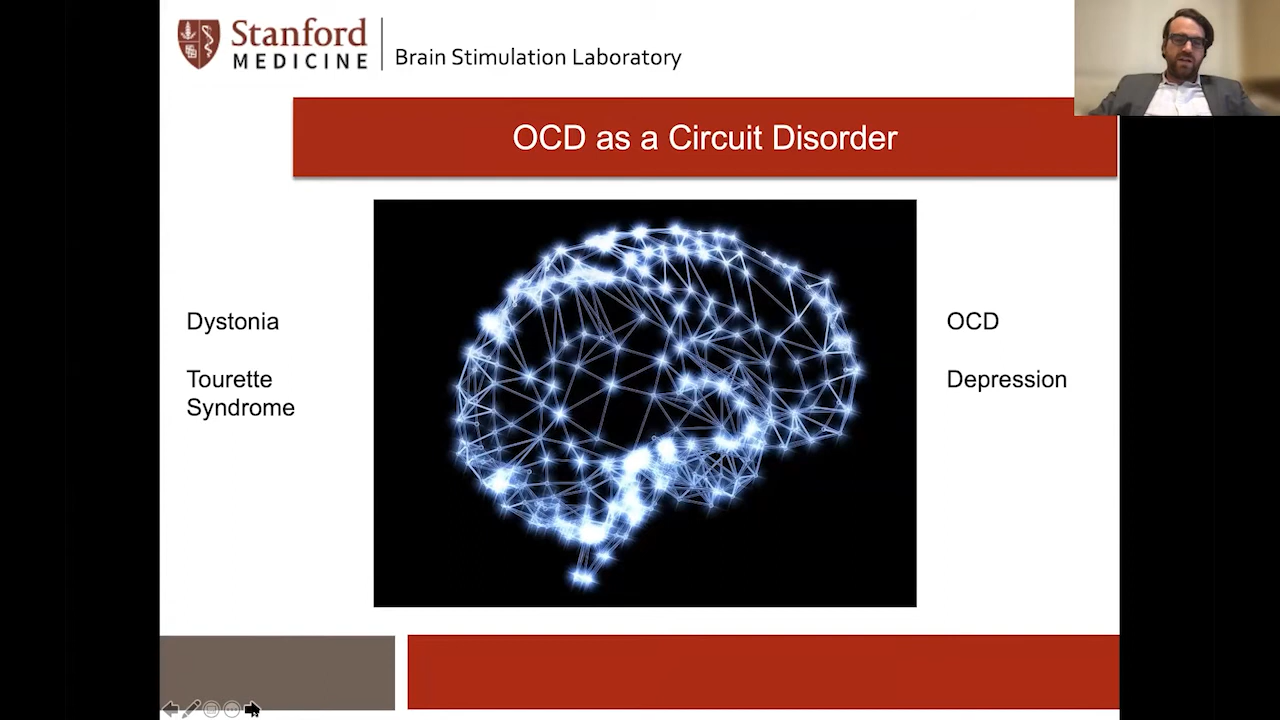 Stanford
MEDICINE
Brain Stimulation Laboratory
OCD as a Circuit Disorder
Dystonia
Tourette
Syndrome
OCD
Depression